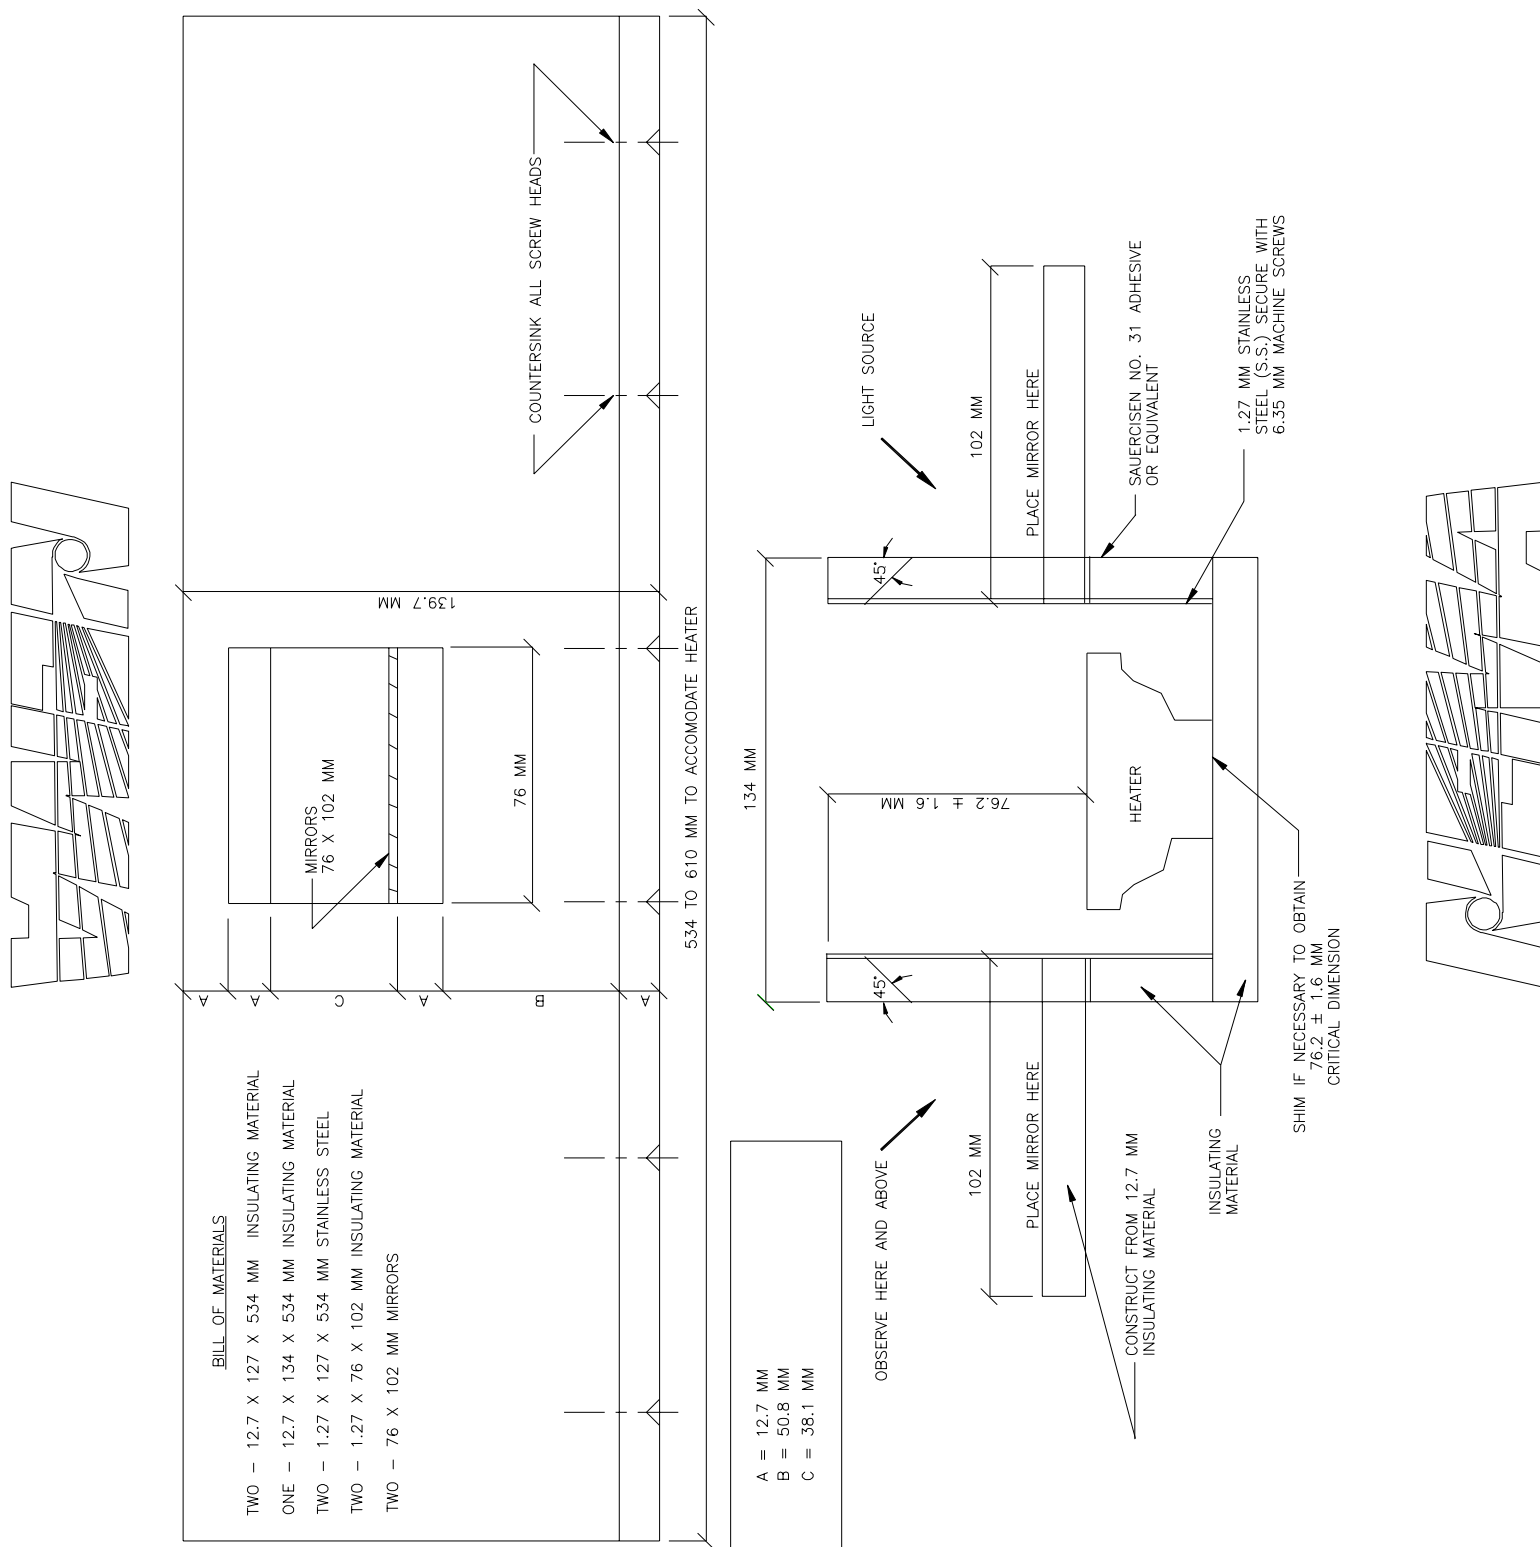 BILL OF MATERIALS
TWO - 12.7 X 127 X 534 MM INSULATING MATERIAL
ONE - 12.7 X 134 X 534 MM INSULATING MATERIAL
TWO - 1.27 X 127 X 534 MM STAINLESS STEEL
TWO - 1.27 X 76 X 102 MM INSULATING MATERIAL
TWO - 76 X 102 MM MIRRORS
A
A
C
A
B
A
MIRRORS
76 X 102 MM
76 MM
139.7 MM
COUNTERSINK ALL SCREW HEADS
534 TO 610 MM TO ACCOMODATE HEATER
A = 12.7 MM
B = 50.8 MM
C = 38.1 MM
134 MM
OBSERVE HERE AND ABOVE
LIGHT SOURCE
45°
45°
102 MM
102 MM
PLACE MIRROR HERE
PLACE MIRROR HERE
76.2 ± 1.6 MM
HEATER
CONSTRUCT FROM 12.7 MM
INSULATING MATERIAL
SAUERCISEN NO. 31 ADHESIVE
OR EQUIVALENT
INSULATING
MATERIAL
1.27 MM STAINLESS
STEEL (S.S.) SECURE WITH
6.35 MM MACHINE SCREWS
SHIM IF NECESSARY TO OBTAIN
76.2 ± 1.6 MM
CRITICAL DIMENSION